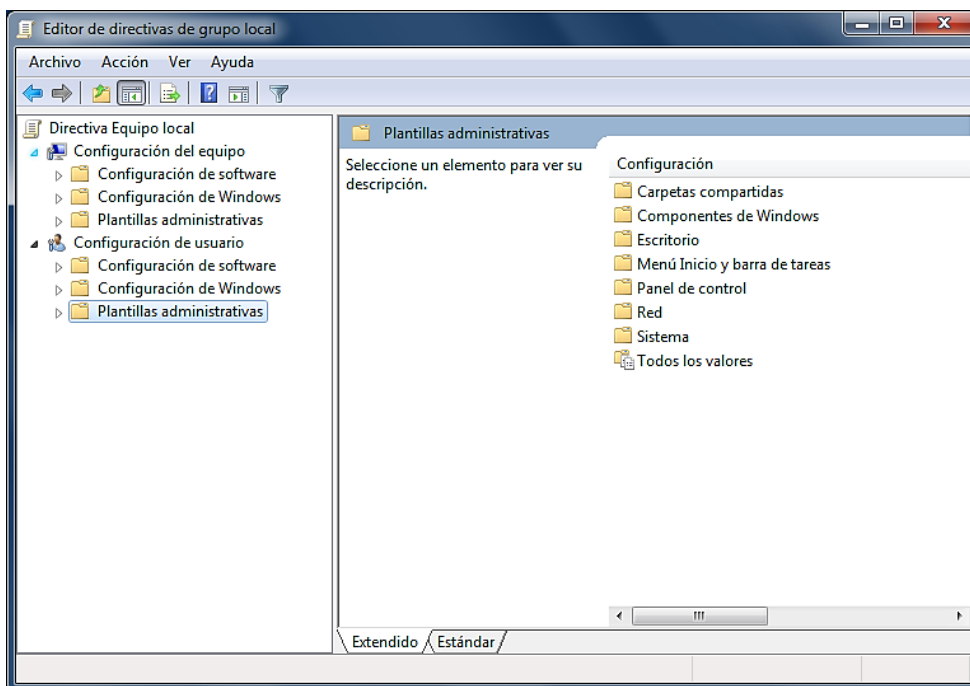 Editor de directivas de grupo local
Archivo Acción Ver Ayuda
Directiva Equipo local
Configuración del equipo
Configuración de software
Configuración de Windows
Plantillas administrativas
Configuración de usuario
Configuración de software
Configuración de Windows
Plantillas administrativas
Plantillas administrativas
Seleccione un elemento para ver su
descripción.
Configuración
Carpetas compartidas
Componentes de Windows
Escritorio
Menú Inicio y barra de tareas
Panel de control
Red
Sistema
Todos los valores
Extendido Estándar